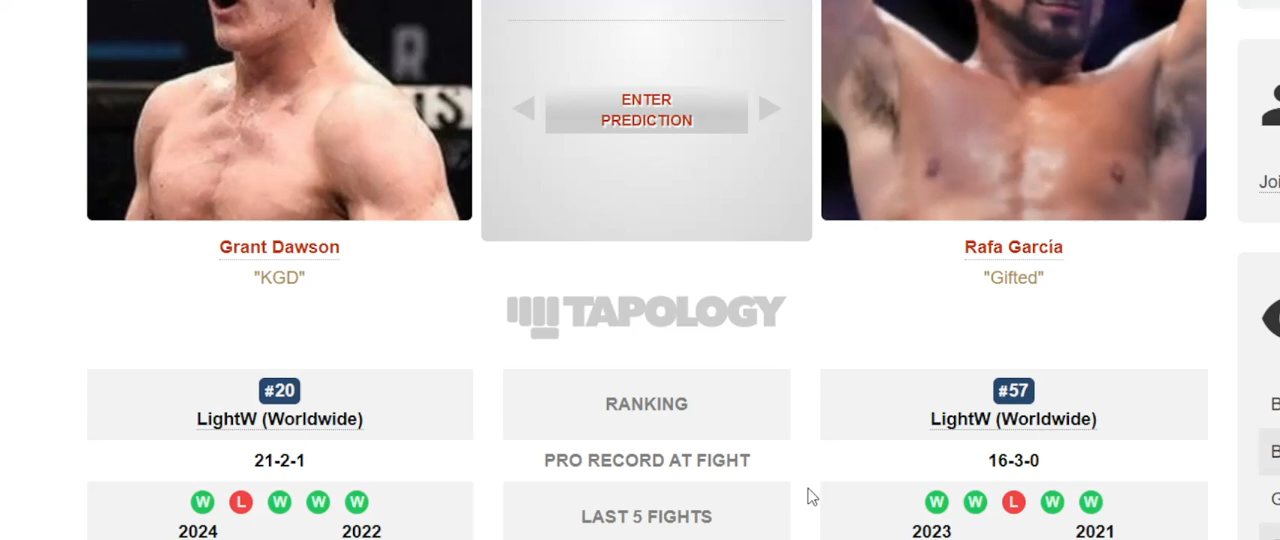 R
ENTER
PREDICTION
Grant Dawson
Rafa García
"KGD"
"Gifted"
TAPOLOGY
Joi
#20
LightW (Worldwide)
RANKING
#57
LightW (Worldwide)
21-2-1
PRO RECORD AT FIGHT
16-3-0
W L W W W
2024 2022
LAST 5 FIGHTS
W W L W W
2023 2021